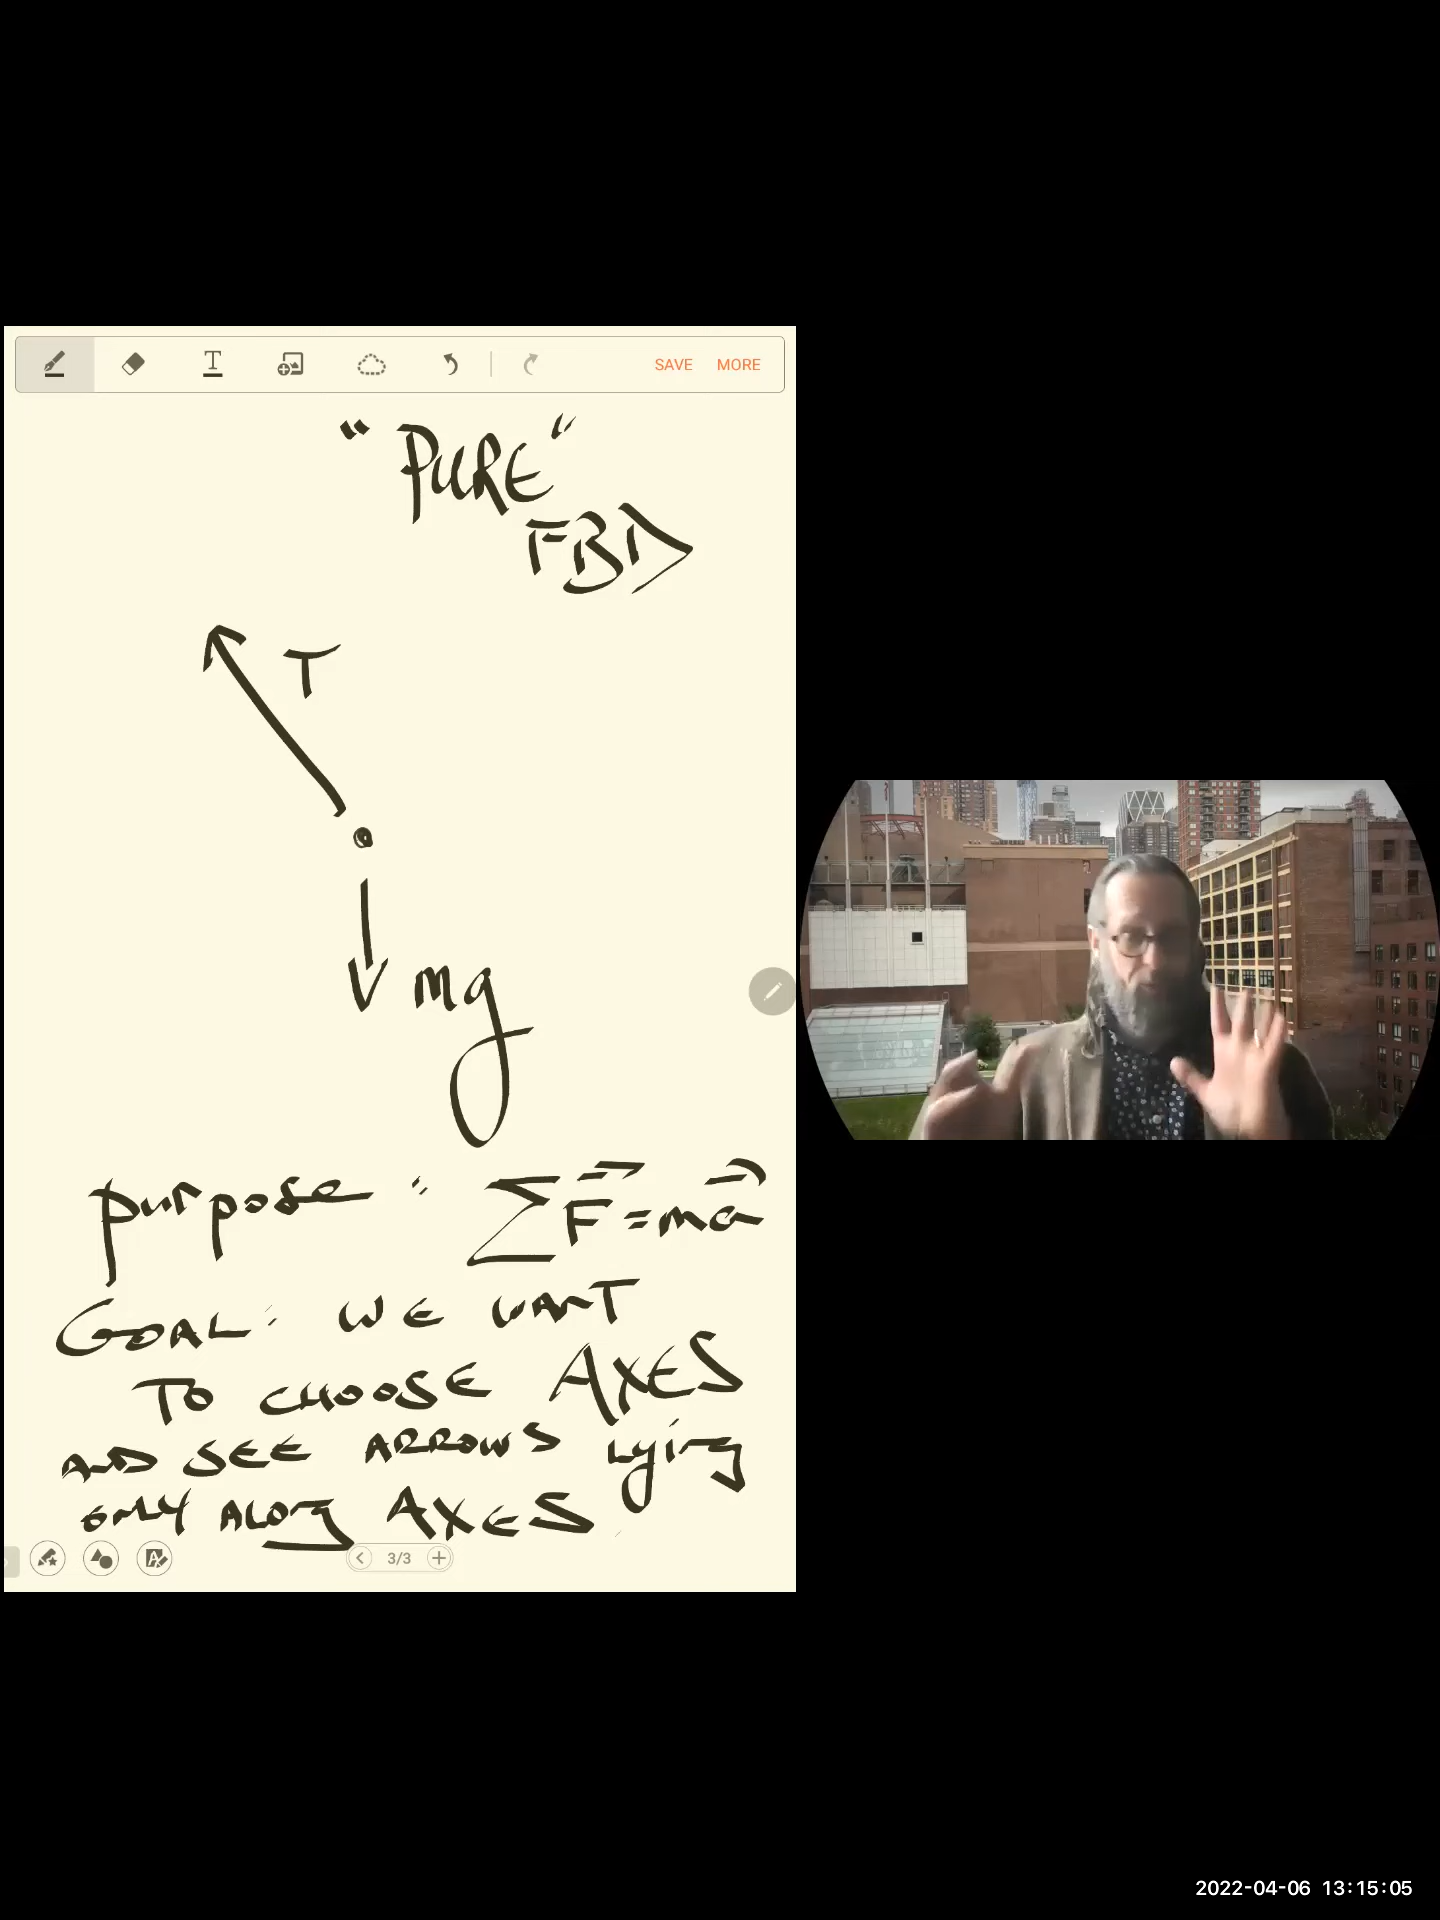 SAVE MORE
"PURE"
FBD
T
mg
purpose: ∑F⃗=ma⃗
GOAL: WE WANT
TO CHOOSE AXES
AND SEE ARROWS lying
ONLY ALONG AXES.
3/3
2022-04-06 13:15:05